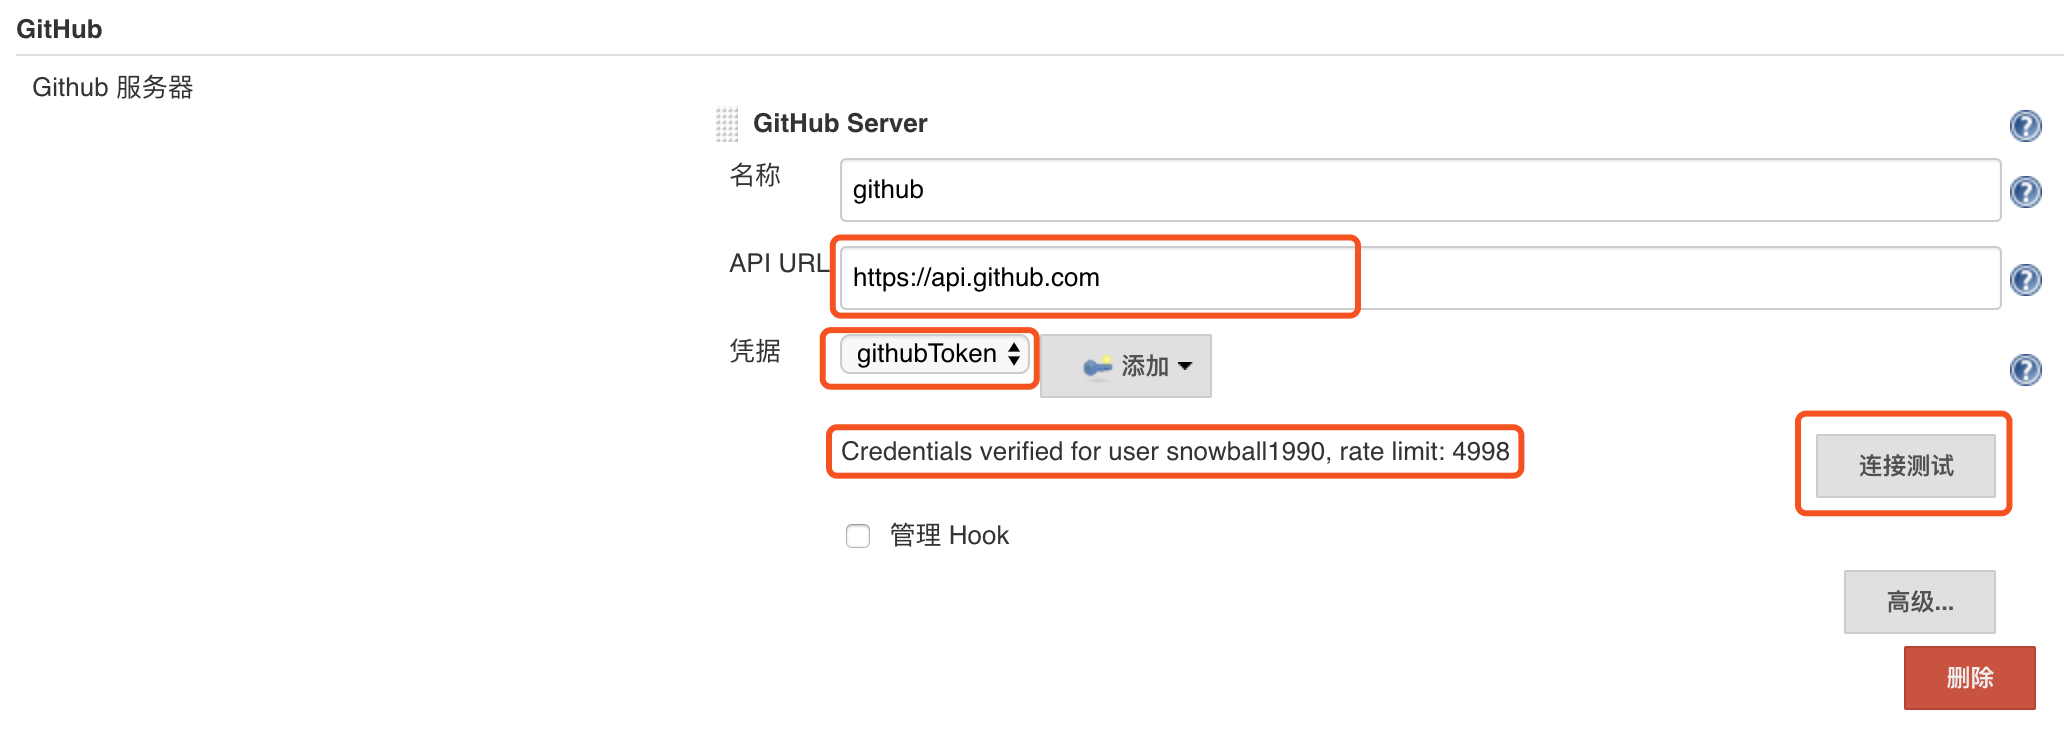 GitHub
Github 服务器
GitHub Server
名称
github
API URL
https://api.github.com
凭据
githubToken
添加
Credentials verified for user snowball1990, rate limit: 4998
连接测试
管理 Hook
高级...
删除